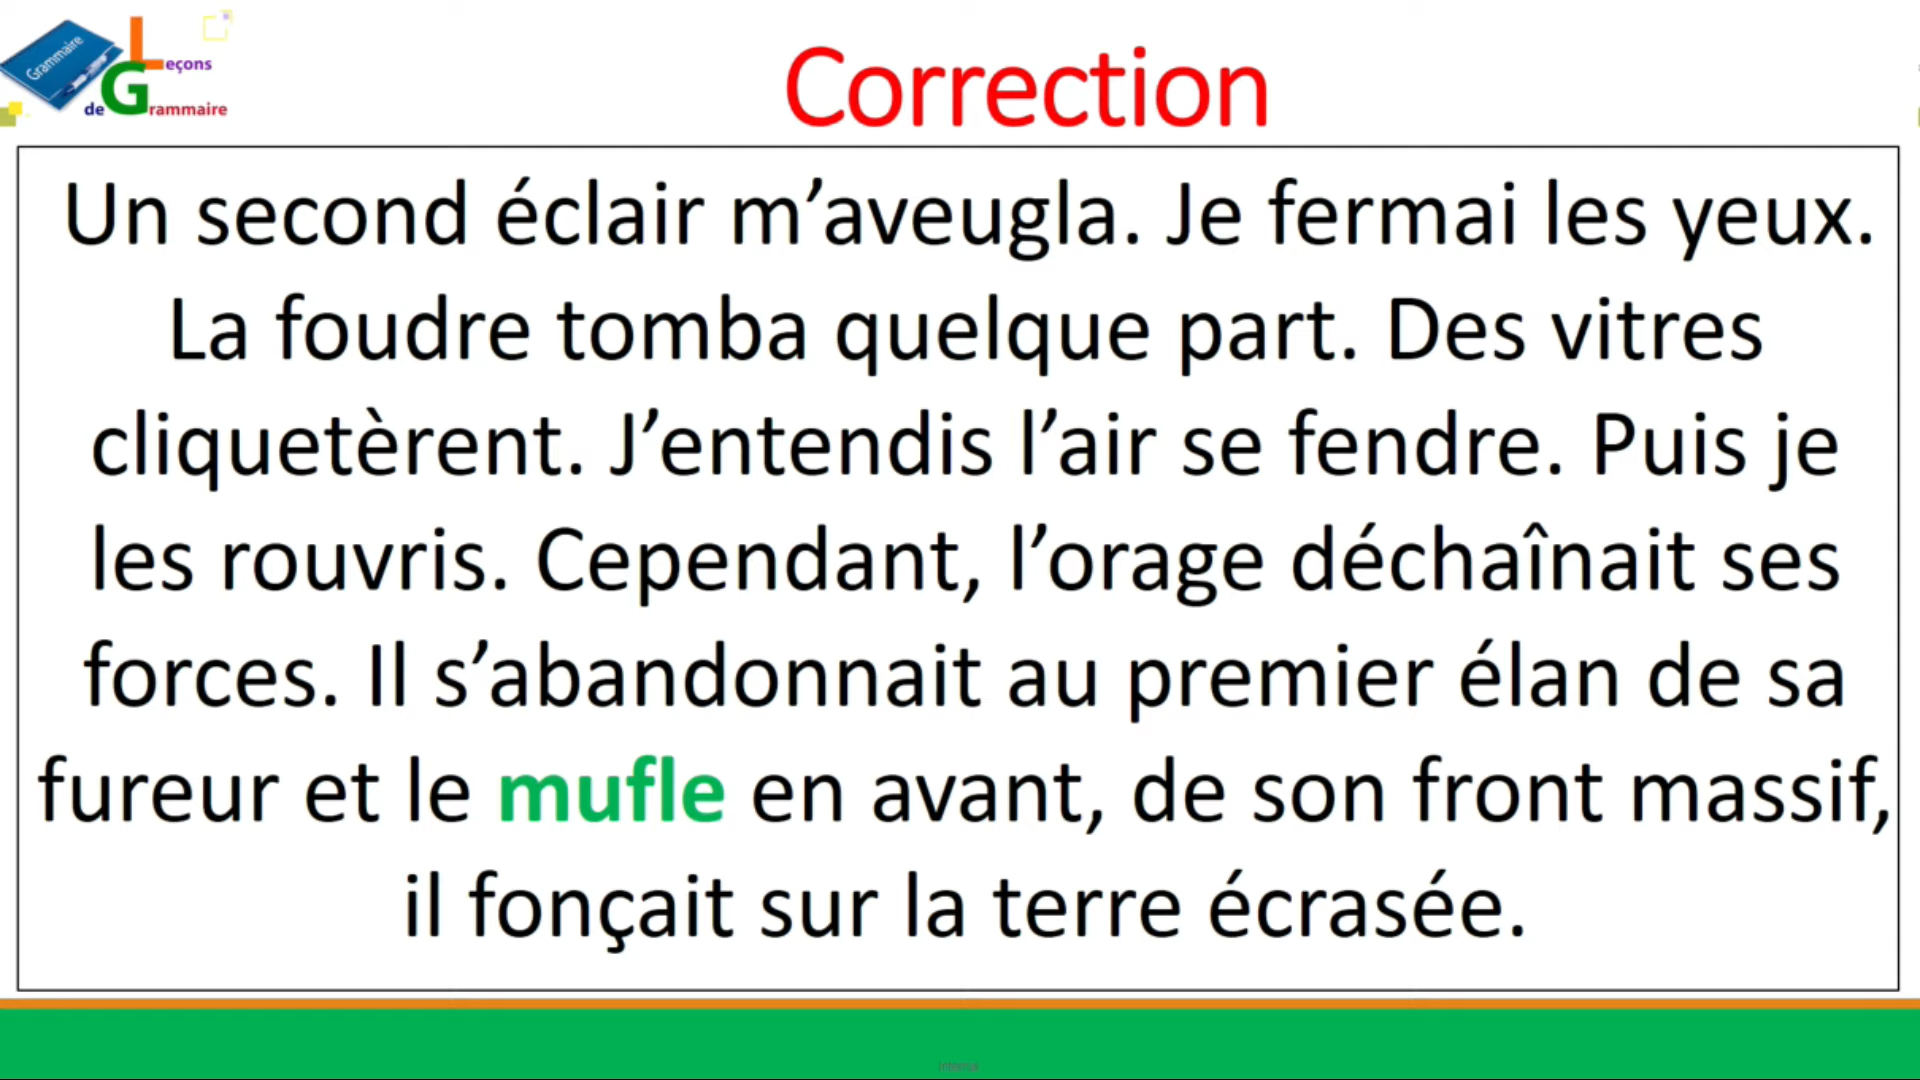 Grammaire
Leçons
de Grammaire
Correction
Un second éclair m’aveugla. Je fermai les yeux.
La foudre tomba quelque part. Des vitres
cliquetèrent. J’entendis l’air se fendre. Puis je
les rouvris. Cependant, l’orage déchaînait ses
forces. Il s’abandonnait au premier élan de sa
fureur et le mufle en avant, de son front massif,
il fonçait sur la terre écrasée.